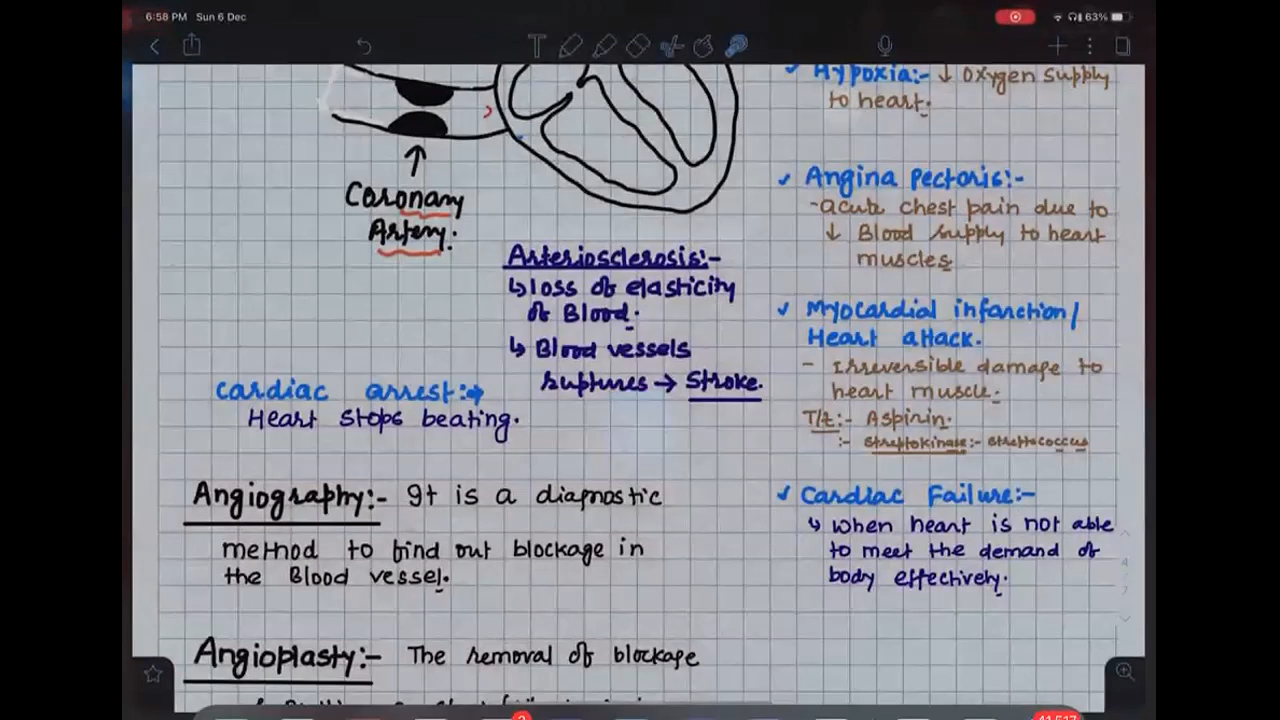 6:58 PM Sun 6 Dec
63%
T
Hypoxia:- ↓ oxygen supply
to heart.
✓ Angina Pectoris:-
-acute chest pain due to
↓ Blood supply to heart
muscles
Coronary
Artery.
Arteriosclerosis:-
↳ loss of elasticity
of Blood.
↳ Blood vessels
ruptures → Stroke.
✓ Myocardial infarction/
Heart attack.
- Irreversible damage to
heart muscle.
T/t:- Aspirin.
:- Streptokinase:- Streptococcus
Cardiac arrest:→
Heart stops beating.
Angiography:- It is a diagnostic
method to find out blockage in
the Blood vessel.
✓ Cardiac Failure:-
↳ when heart is not able
to meet the demand of
body effectively.
Angioplasty:- The removal of blockage